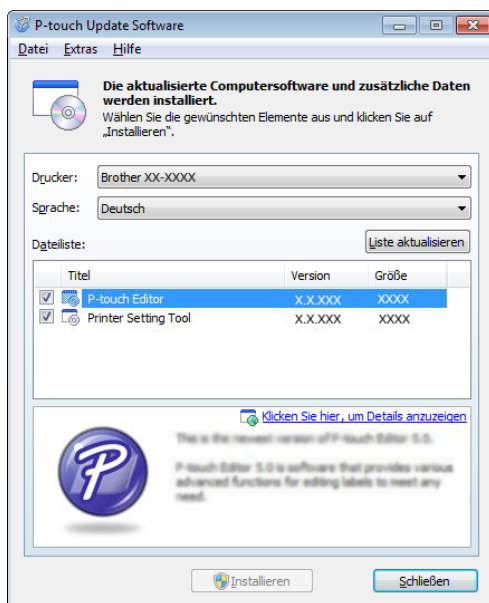 P-touch Update Software
Datei Extras Hilfe
Die aktualisierte Computersoftware und zusätzliche Daten
werden installiert.
Wählen Sie die gewünschten Elemente aus und klicken Sie auf
„Installieren“.
Drucker: Brother XX-XXXX
Sprache: Deutsch
Dateiliste: Liste aktualisieren
Titel Version Größe
P-touch Editor X.X.XXX XXXX
Printer Setting Tool X.X.XXX XXXX
Klicken Sie hier, um Details anzuzeigen
This is the newest version of P-touch Editor 5.0.
P-touch Editor 5.0 is software that provides various
advanced functions for editing labels to meet any
need.
P
Installieren Schließen